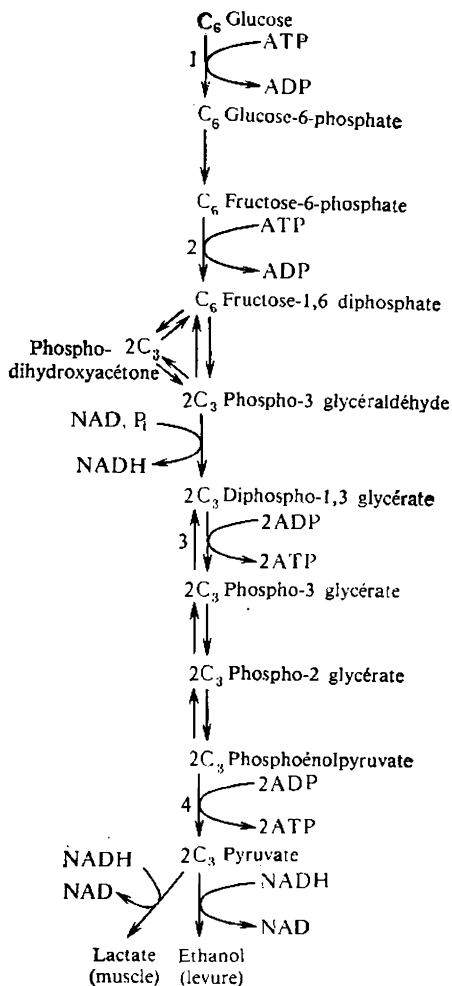 C6 Glucose
ATP
1
ADP
C6 Glucose-6-phosphate
C6 Fructose-6-phosphate
ATP
2
ADP
C6 Fructose-1,6 diphosphate
Phospho- 2C3
dihydroxyacétone
2C3 Phospho-3 glycéraldéhyde
NAD, Pi
NADH
2C3 Diphospho-1,3 glycérate
2ADP
3
2ATP
2C3 Phospho-3 glycérate
2C3 Phospho-2 glycérate
2C3 Phosphoénolpyruvate
2ADP
4
2ATP
2C3 Pyruvate
NADH NADH
NAD NAD
Lactate Ethanol
(muscle) (levure)